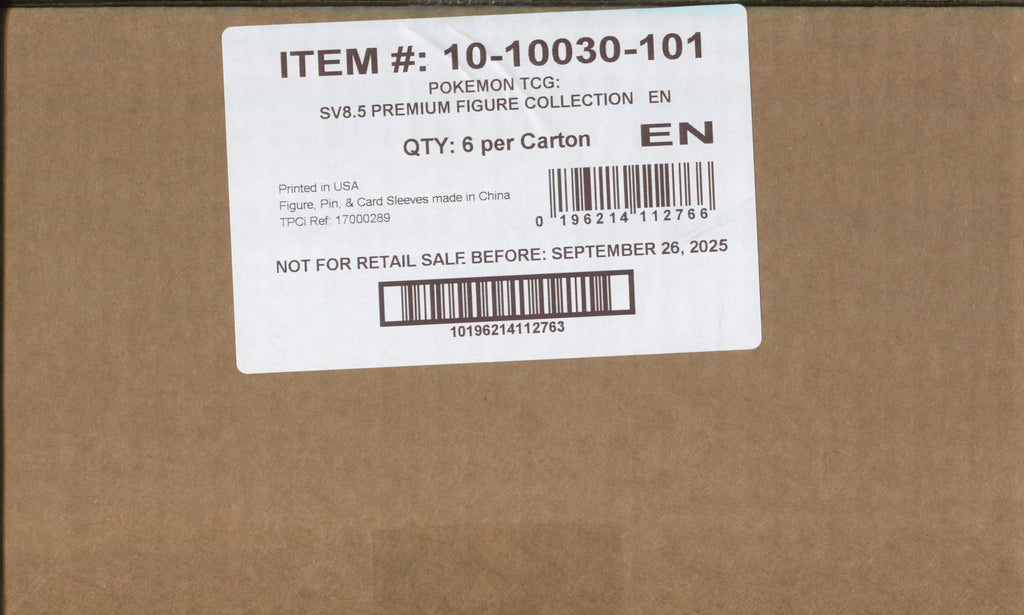 ITEM #: 10-10030-101
POKEMON TCG:
SV8.5 PREMIUM FIGURE COLLECTION EN
QTY: 6 per Carton EN
Printed in USA
Figure, Pin, & Card Sleeves made in China
TPCi Ref: 17000289
0 196214 112766
NOT FOR RETAIL SALE BEFORE: SEPTEMBER 26, 2025
10196214112763